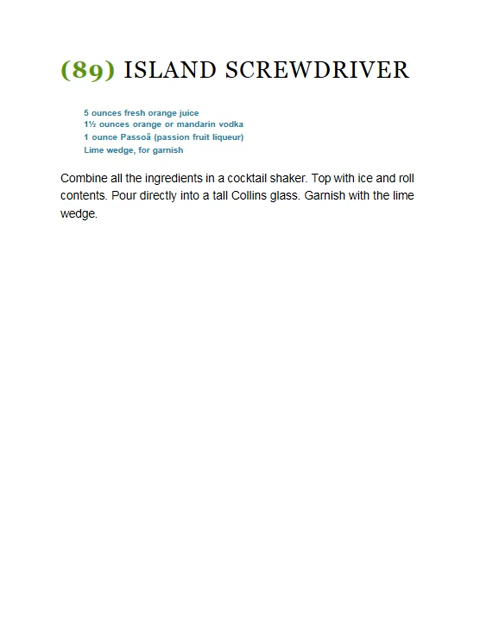 (89) ISLAND SCREWDRIVER
5 ounces fresh orange juice
1½ ounces orange or mandarin vodka
1 ounce Passoã (passion fruit liqueur)
Lime wedge, for garnish
Combine all the ingredients in a cocktail shaker. Top with ice and roll
contents. Pour directly into a tall Collins glass. Garnish with the lime
wedge.